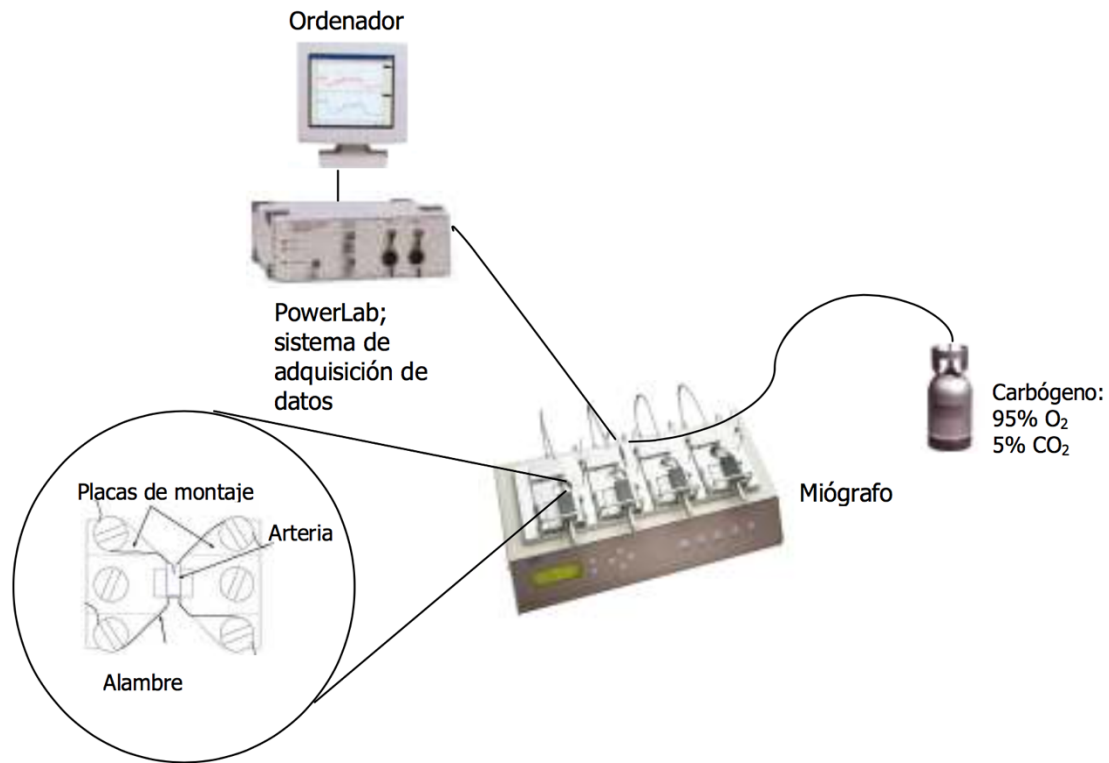 Ordenador
PowerLab;
sistema de
adquisición de
datos
Carbógeno:
95% O₂
5% CO₂
Miógrafo
Placas de montaje
Arteria
Alambre